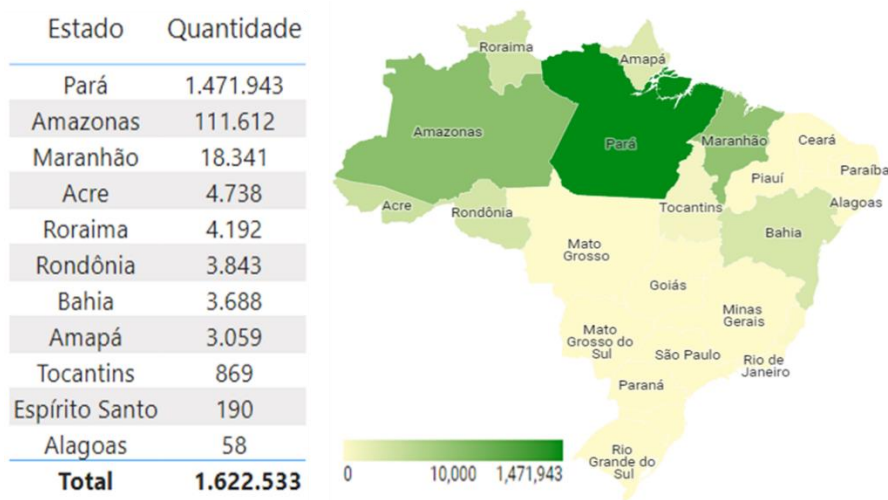 Estado Quantidade
Pará 1.471.943
Amazonas 111.612
Maranhão 18.341
Acre 4.738
Roraima 4.192
Rondônia 3.843
Bahia 3.688
Amapá 3.059
Tocantins 869
Espírito Santo 190
Alagoas 58
Total 1.622.533
Roraima
Amapá
Amazonas
Pará
Maranhão
Ceará
Piauí
Paraíba
Acre
Rondônia
Tocantins
Alagoas
Bahia
Mato
Grosso
Goiás
Minas
Gerais
Mato
Grosso do
Sul
São Paulo
Rio de
Janeiro
Paraná
Rio
Grande do
Sul
0 10,000 1,471,943